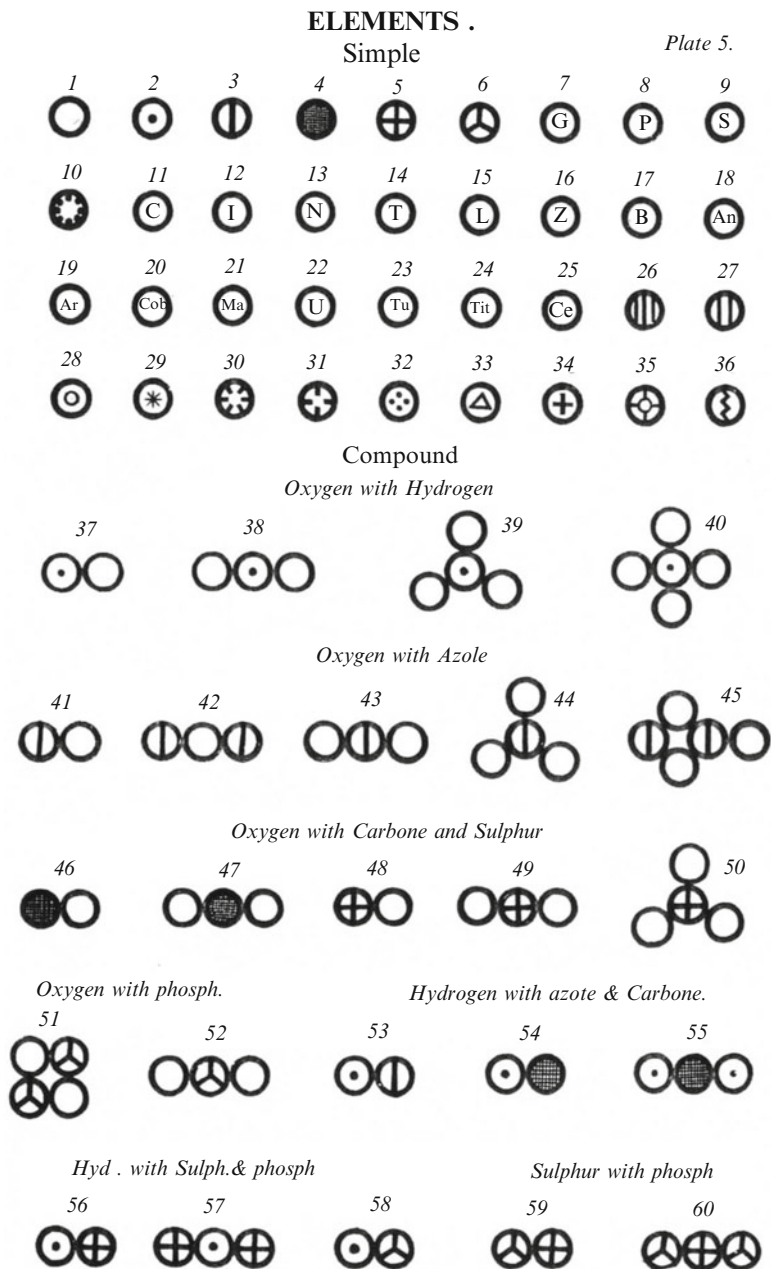 ELEMENTS .
Simple
Plate 5.
1 2 3 4 5 6 7 8 9
G P S
10 11 12 13 14 15 16 17 18
C I N T L Z B An
19 20 21 22 23 24 25 26 27
Ar Cob Ma U Tu Tit Ce
28 29 30 31 32 33 34 35 36
Compound
Oxygen with Hydrogen
37 38 39 40
Oxygen with Azole
41 42 43 44 45
Oxygen with Carbone and Sulphur
46 47 48 49 50
Oxygen with phosph. Hydrogen with azote & Carbone.
51 52 53 54 55
Hyd . with Sulph.& phosph Sulphur with phosph
56 57 58 59 60